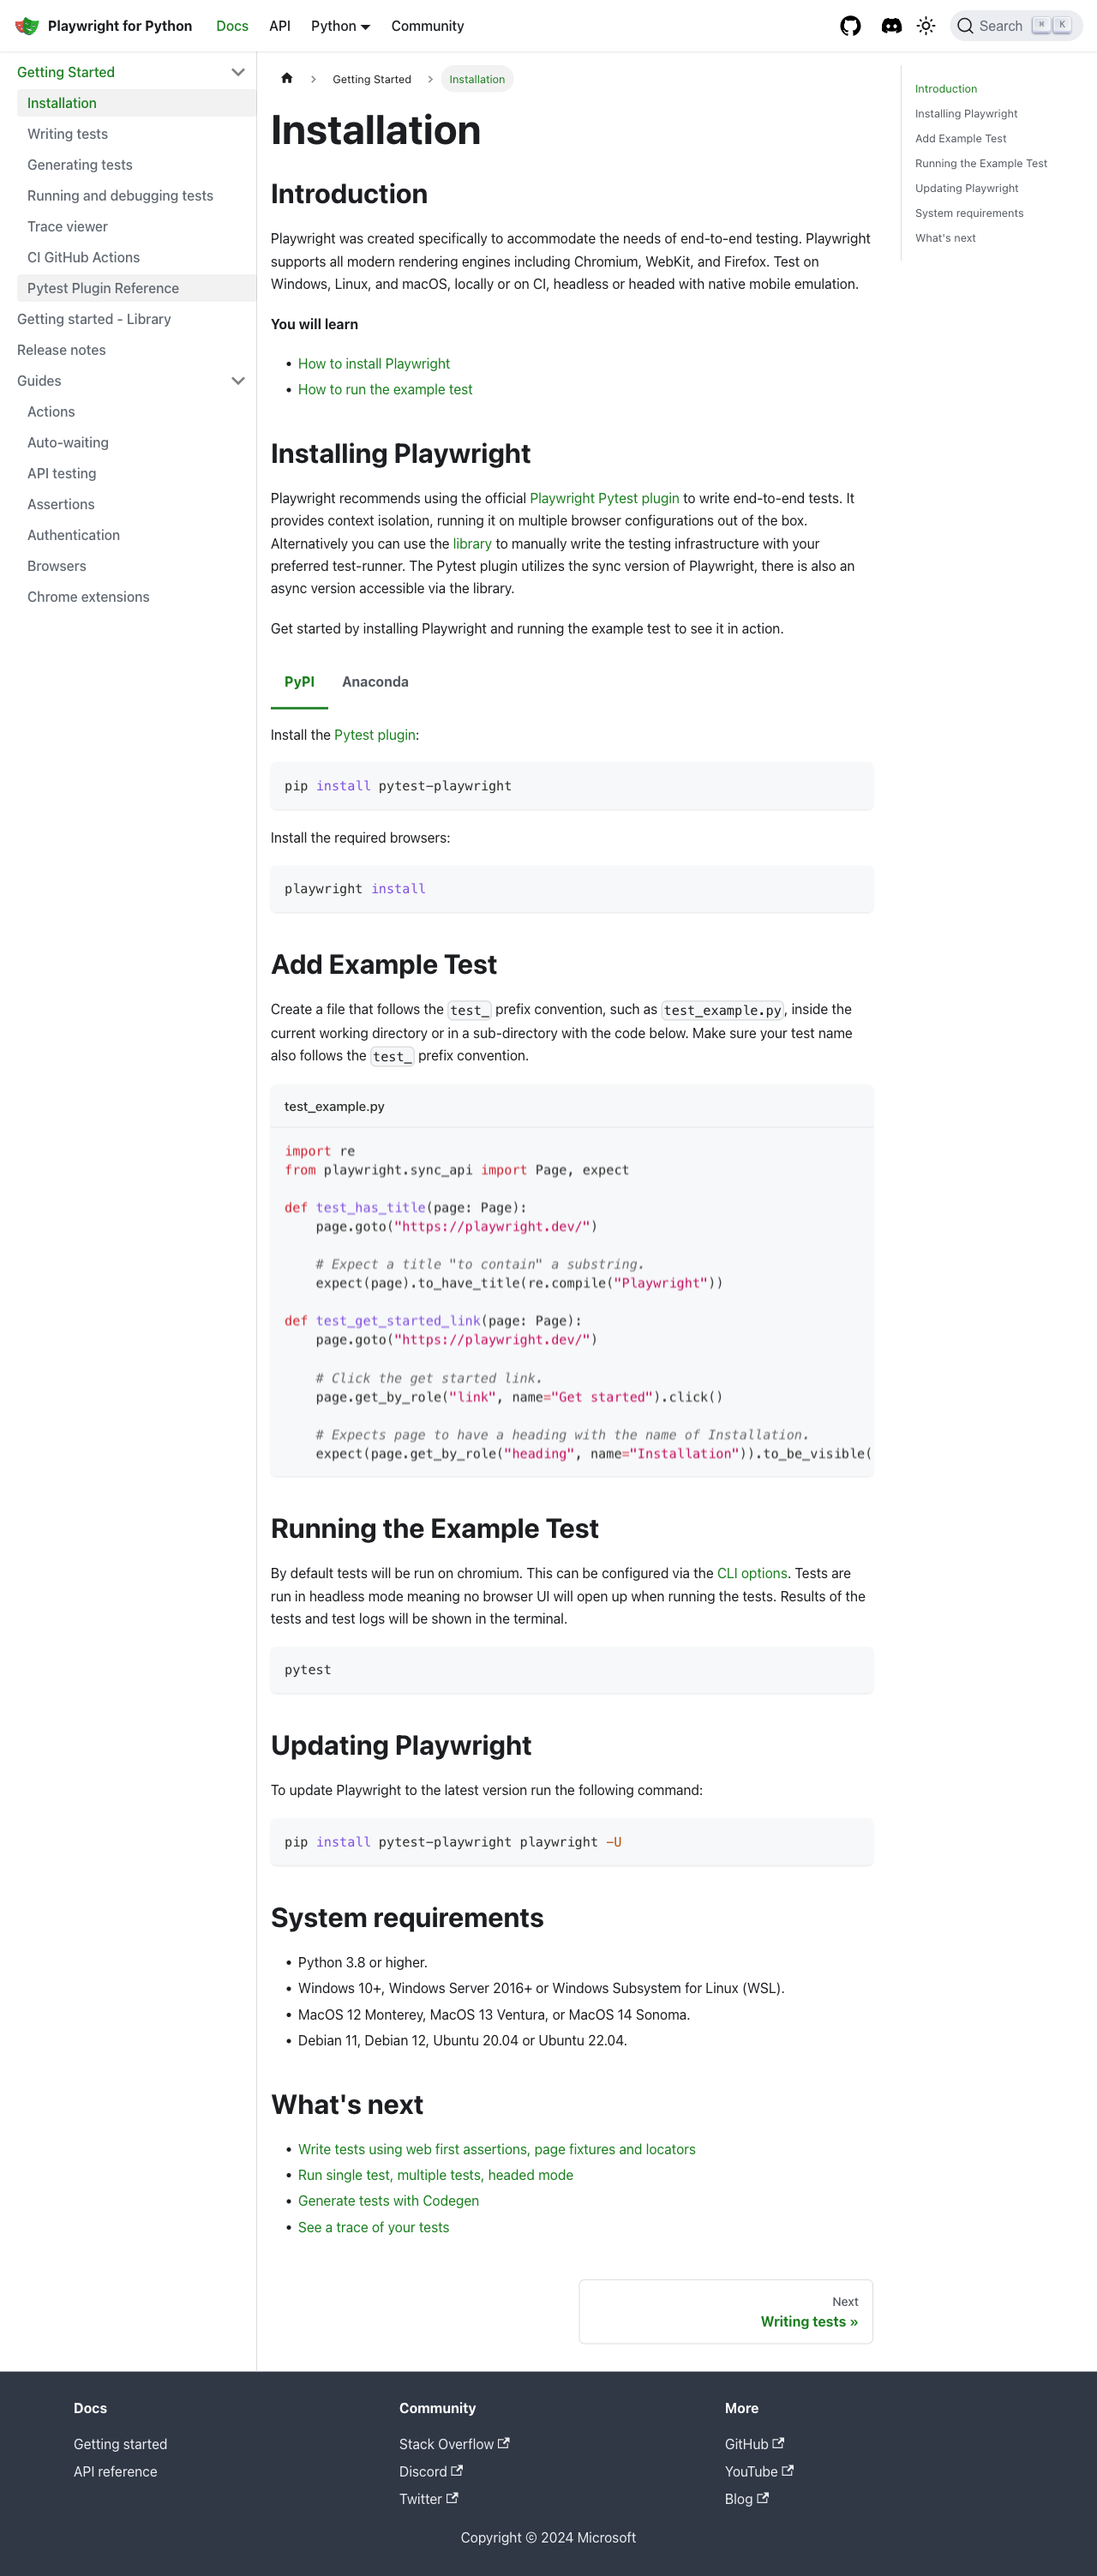 Playwright for Python Docs API Python Community Search ⌘ K
Getting Started
Installation
Writing tests
Generating tests
Running and debugging tests
Trace viewer
CI GitHub Actions
Pytest Plugin Reference
Getting started - Library
Release notes
Guides
Actions
Auto-waiting
API testing
Assertions
Authentication
Browsers
Chrome extensions
Getting Started Installation
Installation
Introduction
Playwright was created specifically to accommodate the needs of end-to-end testing. Playwright
supports all modern rendering engines including Chromium, WebKit, and Firefox. Test on
Windows, Linux, and macOS, locally or on CI, headless or headed with native mobile emulation.
You will learn
• How to install Playwright
• How to run the example test
Installing Playwright
Playwright recommends using the official Playwright Pytest plugin to write end-to-end tests. It
provides context isolation, running it on multiple browser configurations out of the box.
Alternatively you can use the library to manually write the testing infrastructure with your
preferred test-runner. The Pytest plugin utilizes the sync version of Playwright, there is also an
async version accessible via the library.
Get started by installing Playwright and running the example test to see it in action.
PyPI Anaconda
Install the Pytest plugin:
pip install pytest-playwright
Install the required browsers:
playwright install
Add Example Test
Create a file that follows the test_ prefix convention, such as test_example.py, inside the
current working directory or in a sub-directory with the code below. Make sure your test name
also follows the test_ prefix convention.
test_example.py
import re
from playwright.sync_api import Page, expect
def test_has_title(page: Page):
    page.goto("https://playwright.dev/")
    # Expect a title "to contain" a substring.
    expect(page).to_have_title(re.compile("Playwright"))
def test_get_started_link(page: Page):
    page.goto("https://playwright.dev/")
    # Click the get started link.
    page.get_by_role("link", name="Get started").click()
    # Expects page to have a heading with the name of Installation.
    expect(page.get_by_role("heading", name="Installation")).to_be_visible(
Running the Example Test
By default tests will be run on chromium. This can be configured via the CLI options. Tests are
run in headless mode meaning no browser UI will open up when running the tests. Results of the
tests and test logs will be shown in the terminal.
pytest
Updating Playwright
To update Playwright to the latest version run the following command:
pip install pytest-playwright playwright -U
System requirements
• Python 3.8 or higher.
• Windows 10+, Windows Server 2016+ or Windows Subsystem for Linux (WSL).
• MacOS 12 Monterey, MacOS 13 Ventura, or MacOS 14 Sonoma.
• Debian 11, Debian 12, Ubuntu 20.04 or Ubuntu 22.04.
What's next
• Write tests using web first assertions, page fixtures and locators
• Run single test, multiple tests, headed mode
• Generate tests with Codegen
• See a trace of your tests
Next
Writing tests »
Introduction
Installing Playwright
Add Example Test
Running the Example Test
Updating Playwright
System requirements
What's next
Docs
Getting started
API reference
Community
Stack Overflow
Discord
Twitter
More
GitHub
YouTube
Blog
Copyright © 2024 Microsoft